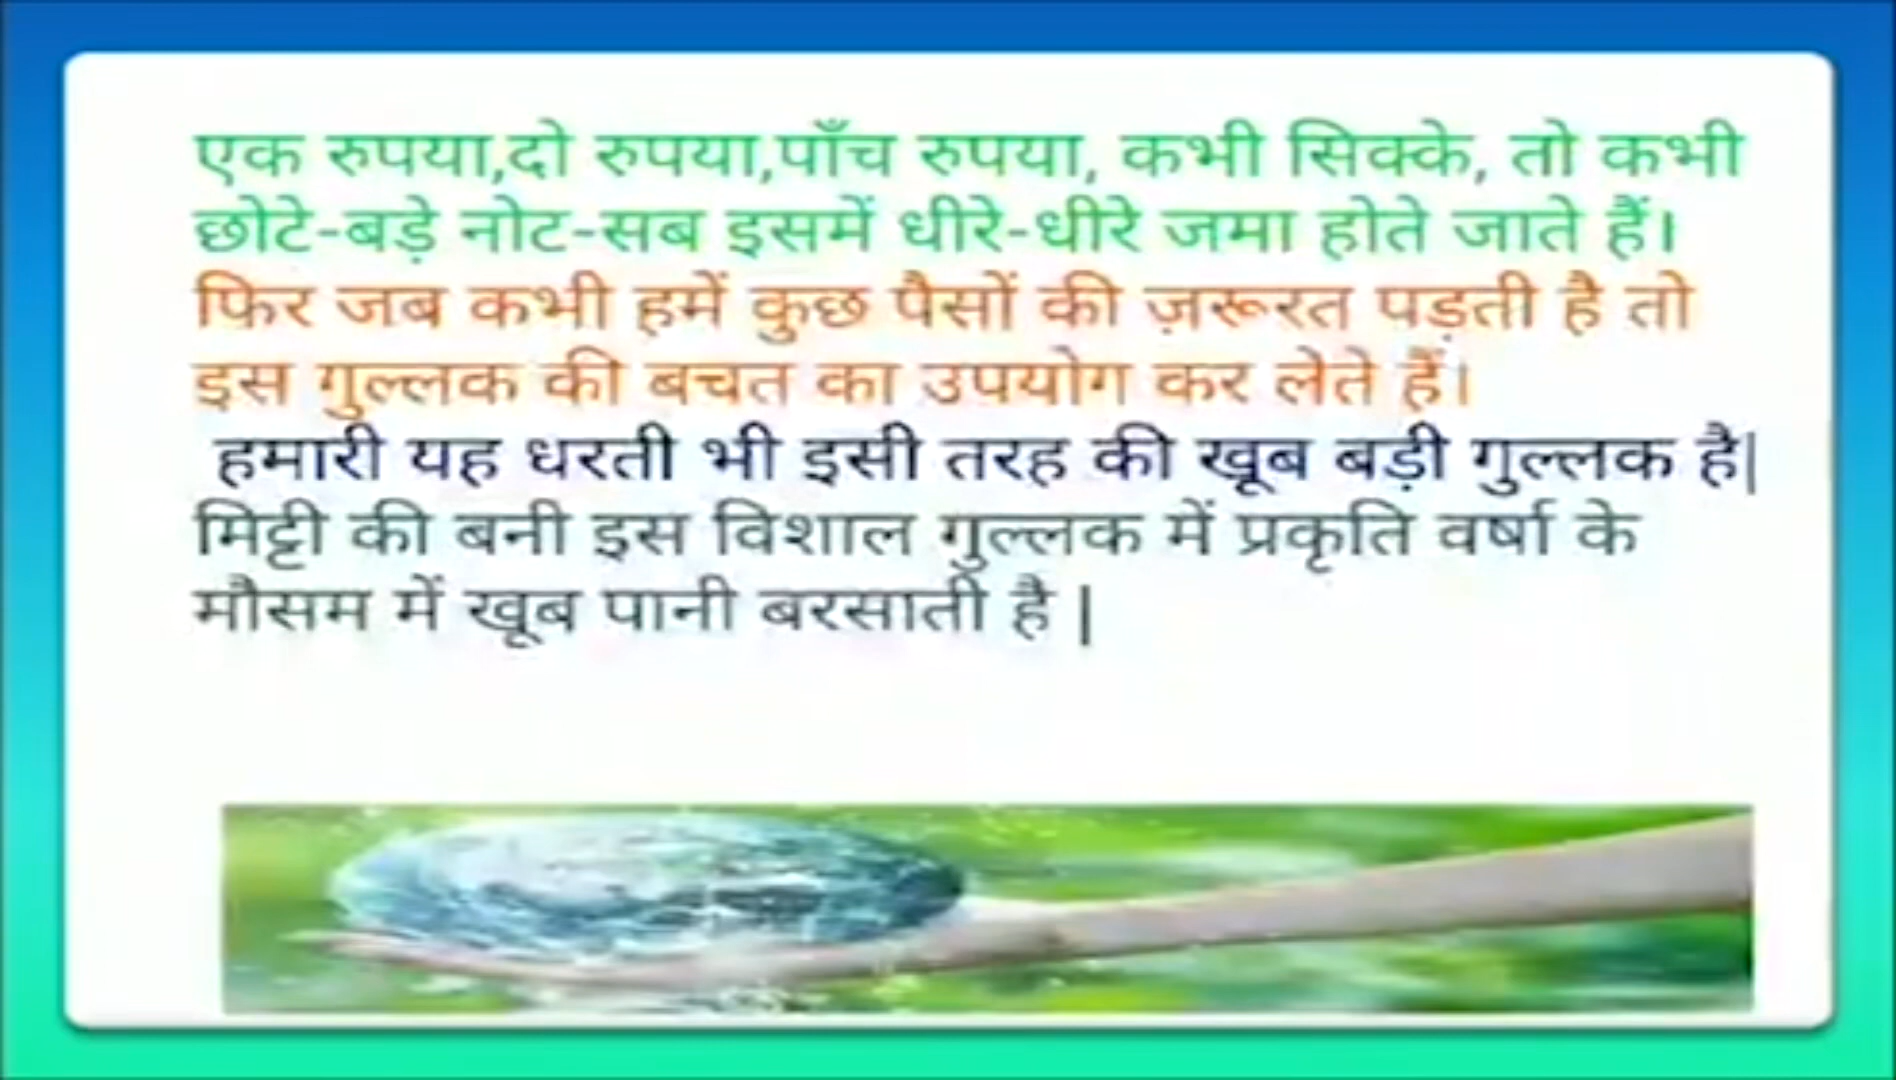 एक रुपया,दो रुपया,पाँच रुपया, कभी सिक्के, तो कभी
छोटे-बड़े नोट-सब इसमें धीरे-धीरे जमा होते जाते हैं।
फिर जब कभी हमें कुछ पैसों की ज़रूरत पड़ती है तो
इस गुल्लक की बचत का उपयोग कर लेते हैं।
हमारी यह धरती भी इसी तरह की खूब बड़ी गुल्लक है|
मिट्टी की बनी इस विशाल गुल्लक में प्रकृति वर्षा के
मौसम में खूब पानी बरसाती है |